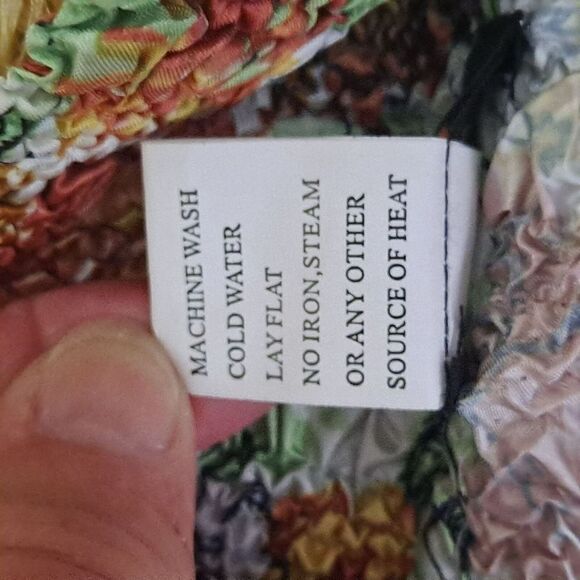 MACHINE WASH
COLD WATER
LAY FLAT
NO IRON,STEAM
OR ANY OTHER
SOURCE OF HEAT